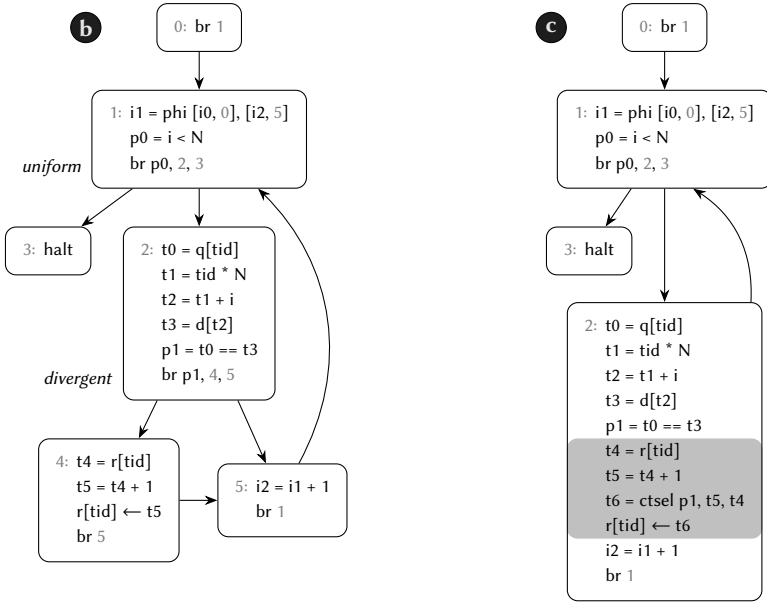 b
0: br 1
1: i1 = phi [i0, 0], [i2, 5]
p0 = i < N
br p0, 2, 3
uniform
3: halt
2: t0 = q[tid]
t1 = tid * N
t2 = t1 + i
t3 = d[t2]
p1 = t0 == t3
br p1, 4, 5
divergent
4: t4 = r[tid]
t5 = t4 + 1
r[tid] ← t5
br 5
5: i2 = i1 + 1
br 1
c
0: br 1
1: i1 = phi [i0, 0], [i2, 5]
p0 = i < N
br p0, 2, 3
3: halt
2: t0 = q[tid]
t1 = tid * N
t2 = t1 + i
t3 = d[t2]
p1 = t0 == t3
t4 = r[tid]
t5 = t4 + 1
t6 = ctsel p1, t5, t4
r[tid] ← t6
i2 = i1 + 1
br 1